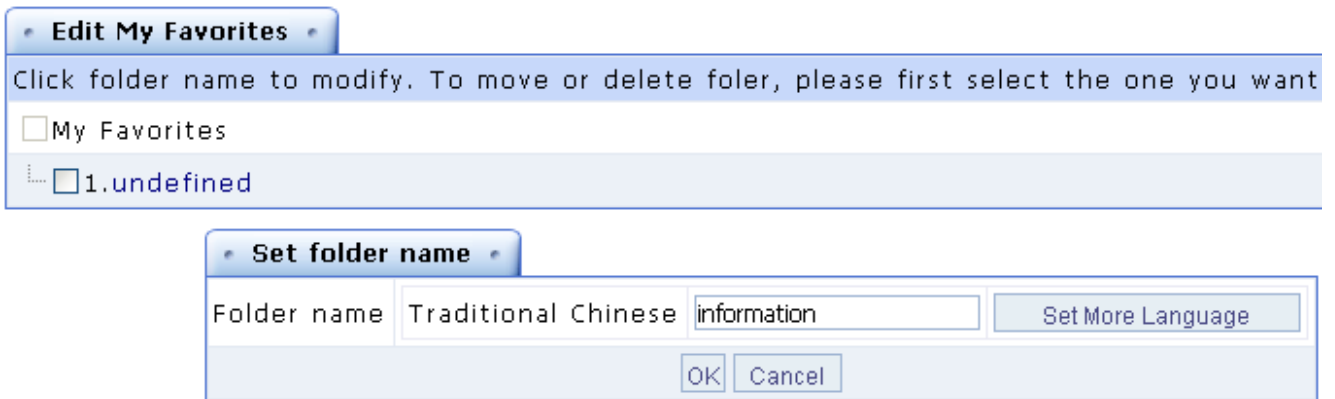 Edit My Favorites
Click folder name to modify. To move or delete foler, please first select the one you want
My Favorites
1.undefined
Set folder name
Folder name Traditional Chinese information Set More Language
OK Cancel